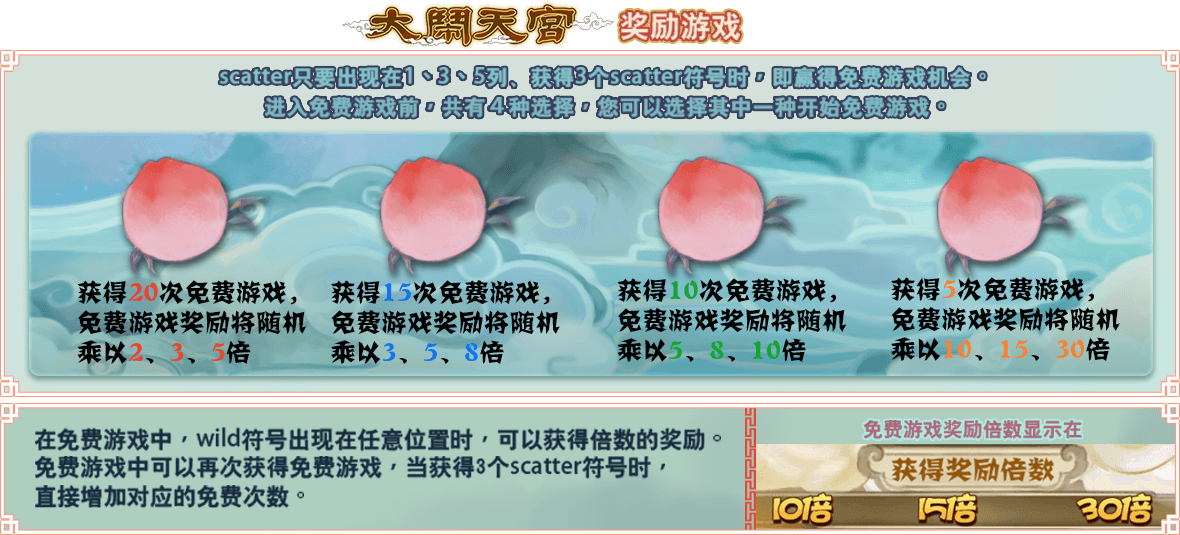 大鬧天宮 奖励游戏
scatter只要出现在1、3、5列、获得3个scatter符号时，即赢得免费游戏机会。
进入免费游戏前，共有4种选择，您可以选择其中一种开始免费游戏。
获得20次免费游戏，
免费游戏奖励将随机
乘以2、3、5倍
获得15次免费游戏，
免费游戏奖励将随机
乘以3、5、8倍
获得10次免费游戏，
免费游戏奖励将随机
乘以5、8、10倍
获得5次免费游戏，
免费游戏奖励将随机
乘以10、15、30倍
在免费游戏中，wild符号出现在任意位置时，可以获得倍数的奖励。
免费游戏中可以再次获得免费游戏，当获得3个scatter符号时，
直接增加对应的免费次数。
免费游戏奖励倍数显示在
获得奖励倍数
10倍 15倍 30倍